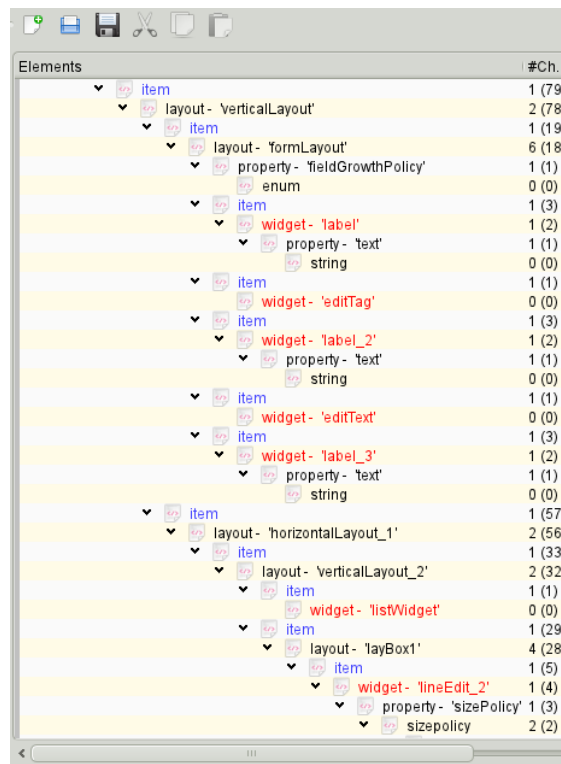 Elements #Ch.
item 1 (79
layout - 'verticalLayout' 2 (78
item 1 (19
layout - 'formLayout' 6 (18
property - 'fieldGrowthPolicy' 1 (1)
enum 0 (0)
item 1 (3)
widget - 'label' 1 (2)
property - 'text' 1 (1)
string 0 (0)
item 1 (1)
widget - 'editTag' 0 (0)
item 1 (3)
widget - 'label_2' 1 (2)
property - 'text' 1 (1)
string 0 (0)
item 1 (1)
widget - 'editText' 0 (0)
item 1 (3)
widget - 'label_3' 1 (2)
property - 'text' 1 (1)
string 0 (0)
item 1 (57
layout - 'horizontalLayout_1' 2 (56
item 1 (33
layout - 'verticalLayout_2' 2 (32
item 1 (1)
widget - 'listWidget' 0 (0)
item 1 (29
layout - 'layBox1' 4 (28
item 1 (5)
widget - 'lineEdit_2' 1 (4)
property - 'sizePolicy' 1 (3)
sizepolicy 2 (2)